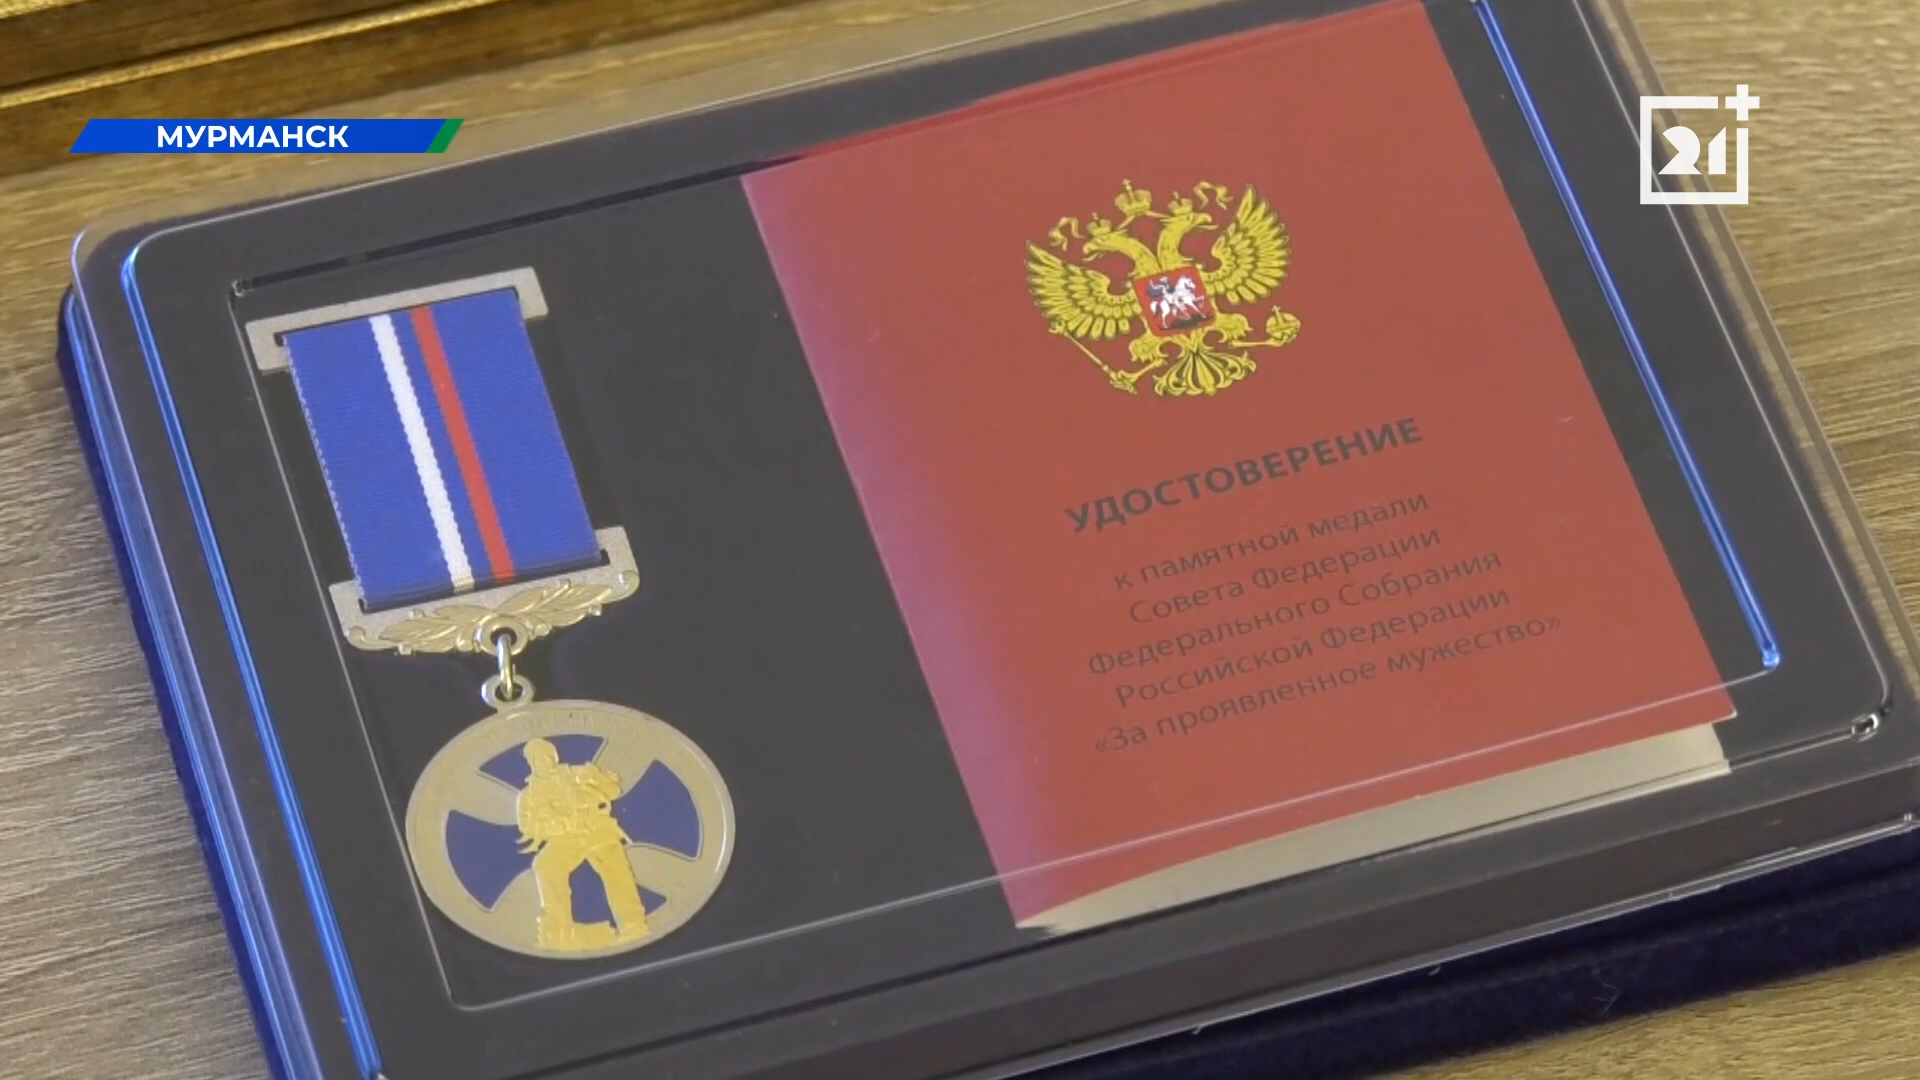 МУРМАНСК
21+
УДОСТОВЕРЕНИЕ
к памятной медали
Совета Федерации
Федерального Собрания
Российской Федерации
«За проявленное мужество»